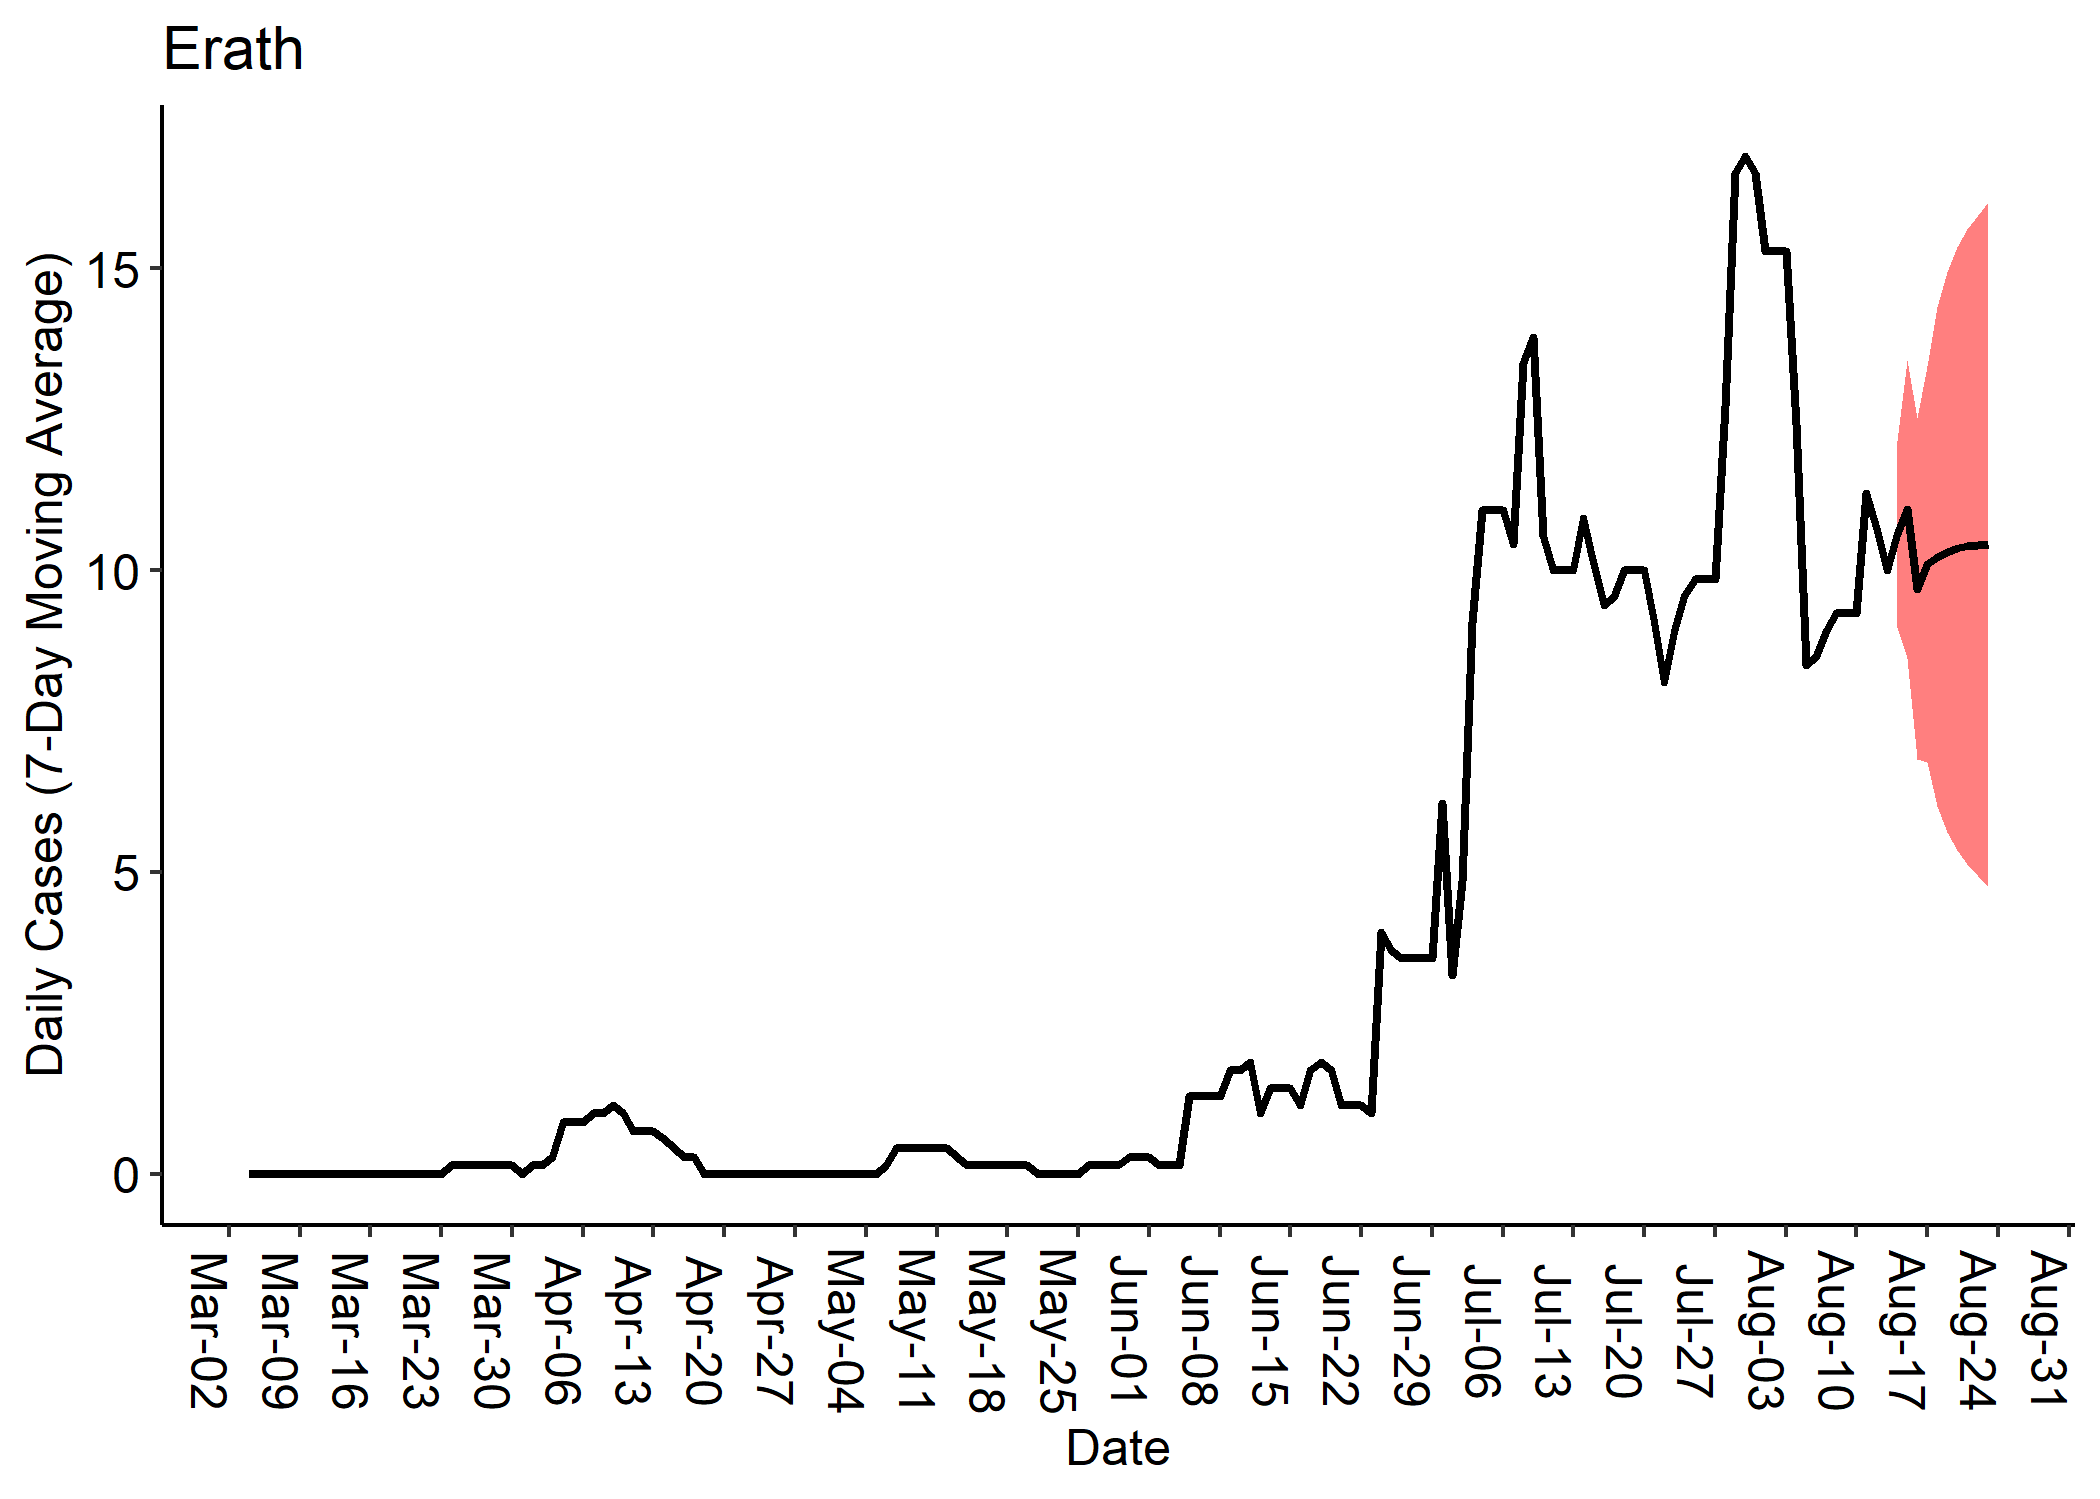 Erath
Daily Cases (7-Day Moving Average)
15
10
5
0
Mar-02
Mar-09
Mar-16
Mar-23
Mar-30
Apr-06
Apr-13
Apr-20
Apr-27
May-04
May-11
May-18
May-25
Jun-01
Jun-08
Jun-15
Jun-22
Jun-29
Jul-06
Jul-13
Jul-20
Jul-27
Aug-03
Aug-10
Aug-17
Aug-24
Aug-31
Date